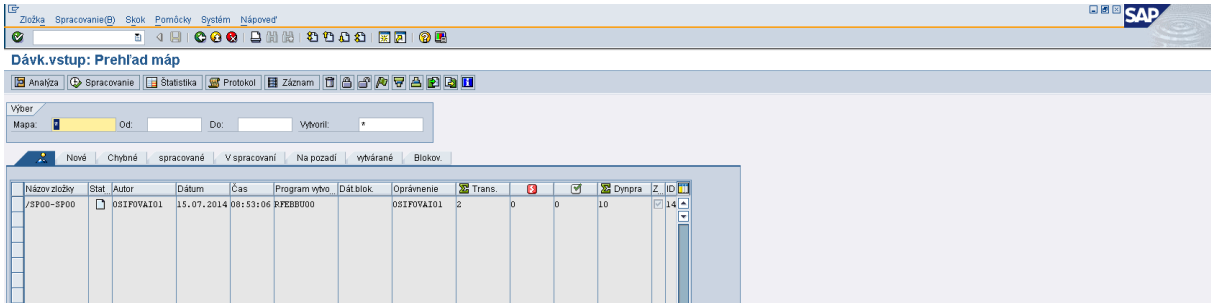 Zložka Spracovanie(B) Skok Pomôcky Systém Nápoveď
SAP
Dávk.vstup: Prehľad máp
Analýza Spracovanie Štatistika Protokol Záznam
Výber
Mapa: * Od: Do: Vytvoril: *
Nové Chybné spracované V spracovaní Na pozadí vytvárané Blokov.
Názov zložky Stat... Autor Dátum Čas Program vytvo... Dát.blok. Oprávnenie Trans. Dynpra Z... ID
/SP00-SP00 OSIFOVAI01 15.07.2014 08:53:06 RFEBBU00 OSIFOVAI01 2 0 0 10 14